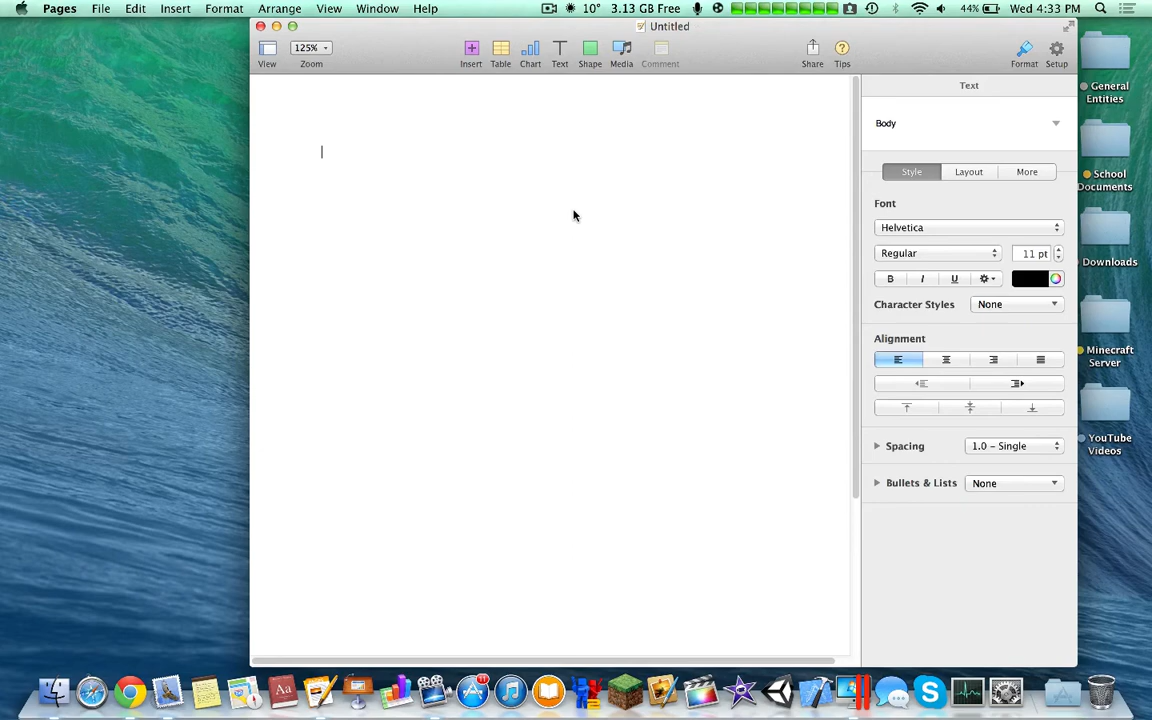 Pages File Edit Insert Format Arrange View Window Help 10° 3.13 GB Free 44% Wed 4:33 PM
Untitled
125%
View Zoom Insert Table Chart Text Shape Media Comment Share Tips Format Setup
Text
Body
Style Layout More
Font
Helvetica
Regular 11 pt
B I U
Character Styles None
Alignment
Spacing 1.0 – Single
Bullets & Lists None
General
Entities
School
Documents
Downloads
Minecraft
Server
YouTube
Videos
Aa
11